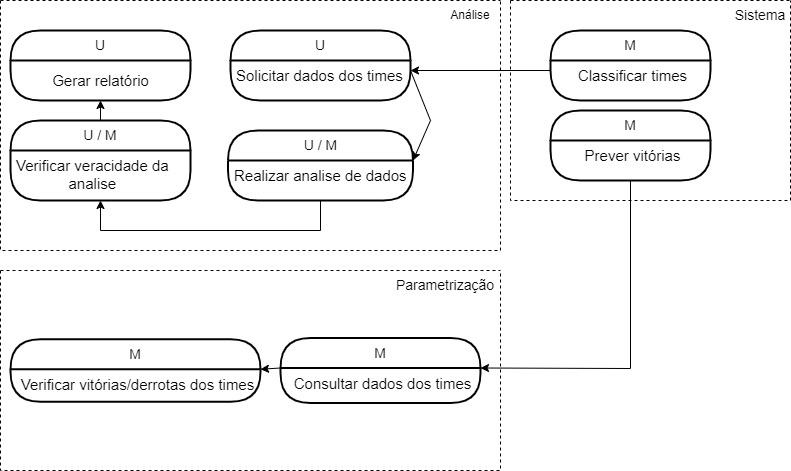 Análise
U
Gerar relatório
U
Solicitar dados dos times
U / M
Verificar veracidade da
analise
U / M
Realizar analise de dados
Sistema
M
Classificar times
M
Prever vitórias
Parametrização
M
Verificar vitórias/derrotas dos times
M
Consultar dados dos times